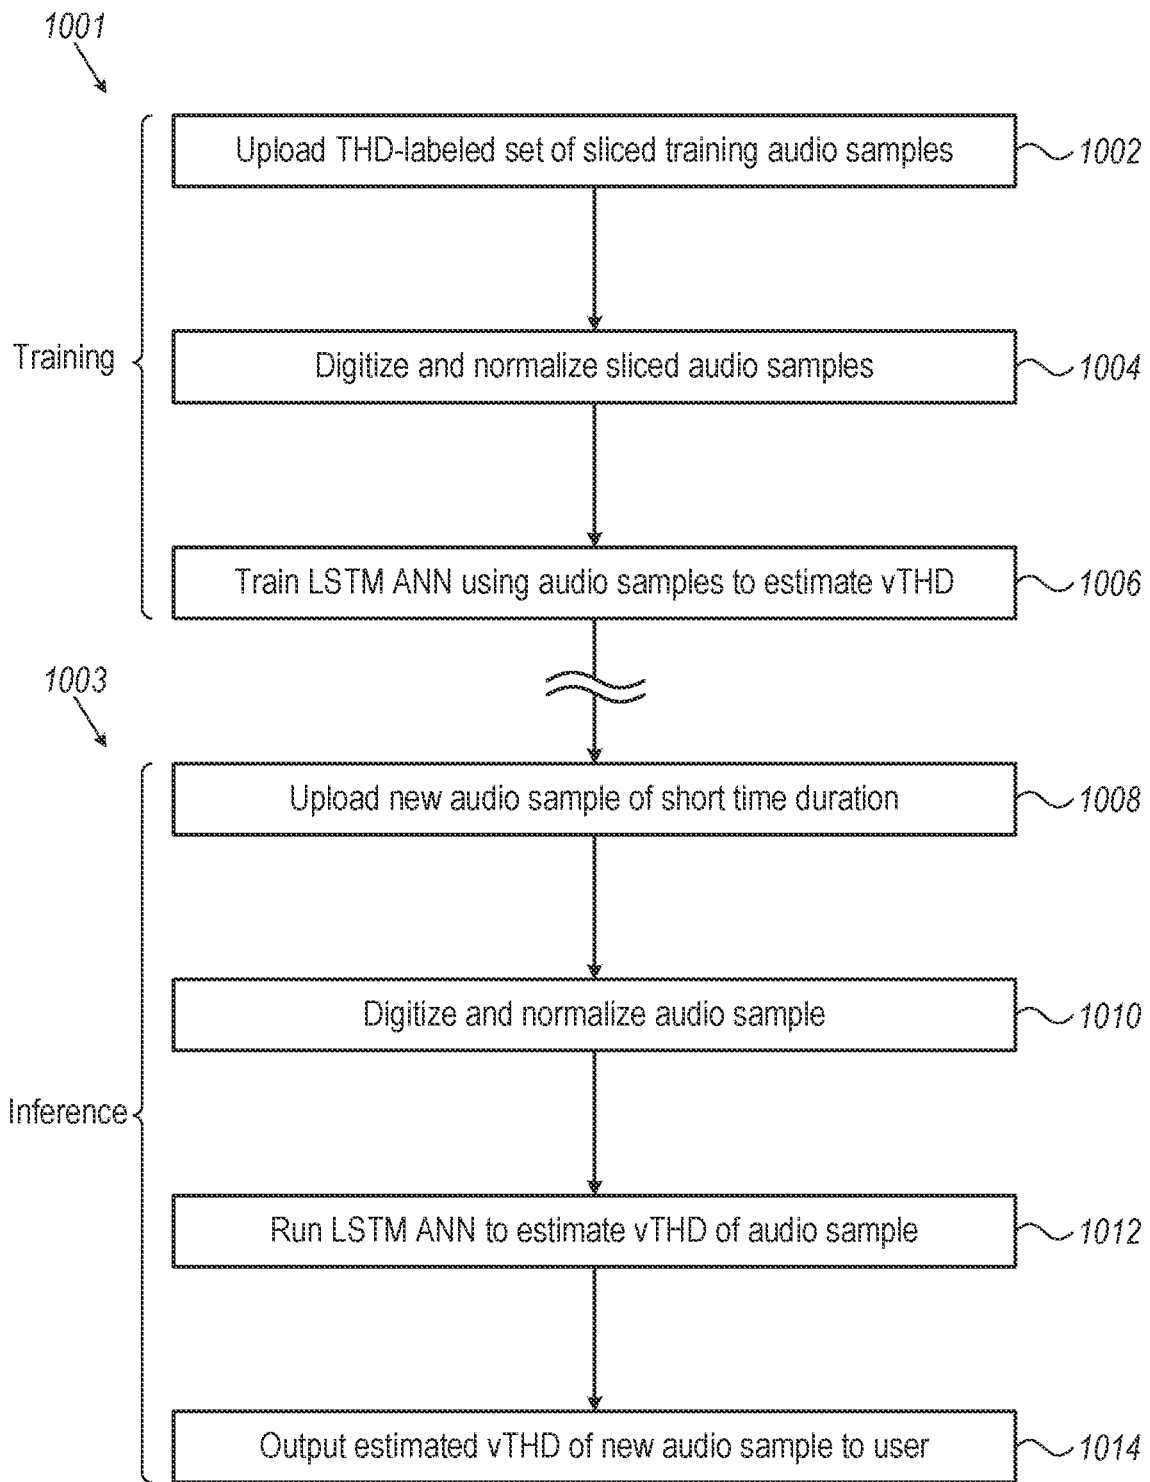 1001
Upload THD-labeled set of sliced training audio samples 1002
Training
Digitize and normalize sliced audio samples 1004
Train LSTM ANN using audio samples to estimate vTHD 1006
1003
Upload new audio sample of short time duration 1008
Digitize and normalize audio sample 1010
Inference
Run LSTM ANN to estimate vTHD of audio sample 1012
Output estimated vTHD of new audio sample to user 1014